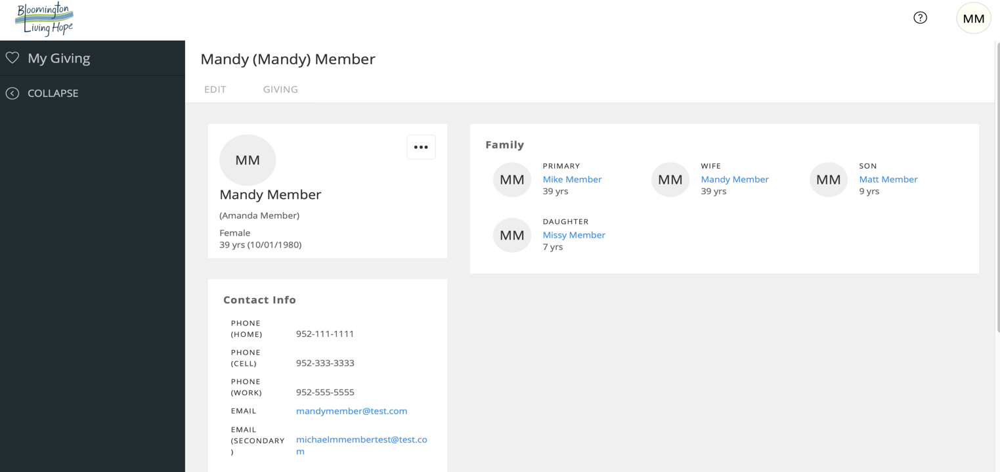 Bloomington
Living Hope
MM
My Giving
COLLAPSE
Mandy (Mandy) Member
EDIT GIVING
MM
Mandy Member
(Amanda Member)
Female
39 yrs (10/01/1980)
Contact Info
PHONE
(HOME) 952-111-1111
PHONE
(CELL) 952-333-3333
PHONE
(WORK) 952-555-5555
EMAIL mandymember@test.com
EMAIL
(SECONDARY michaelmmembertest@test.co
) m
Family
MM
PRIMARY
Mike Member
39 yrs
MM
WIFE
Mandy Member
39 yrs
MM
SON
Matt Member
9 yrs
MM
DAUGHTER
Missy Member
7 yrs